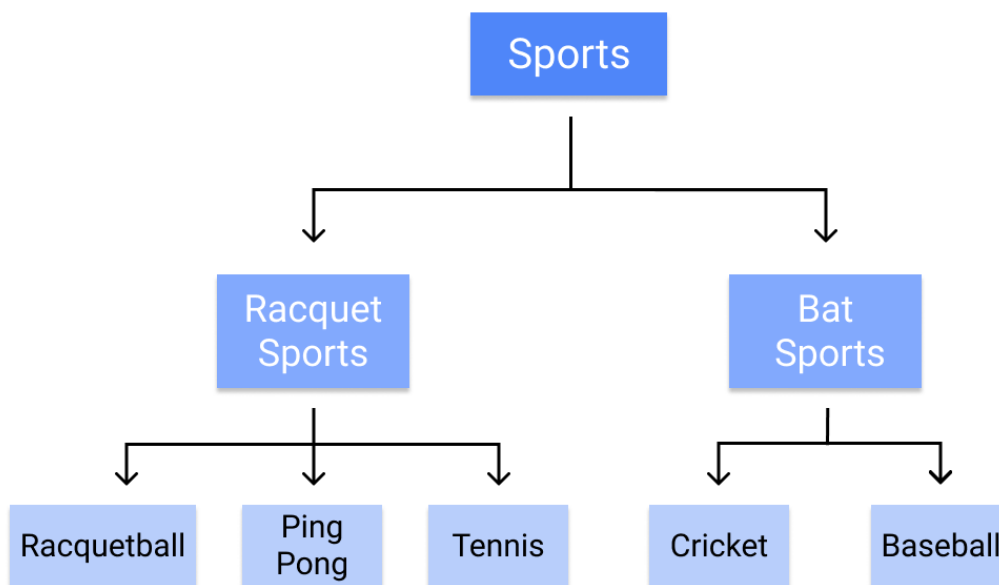 Sports
Racquet
Sports
Bat
Sports
Racquetball
Ping
Pong
Tennis
Cricket
Baseball